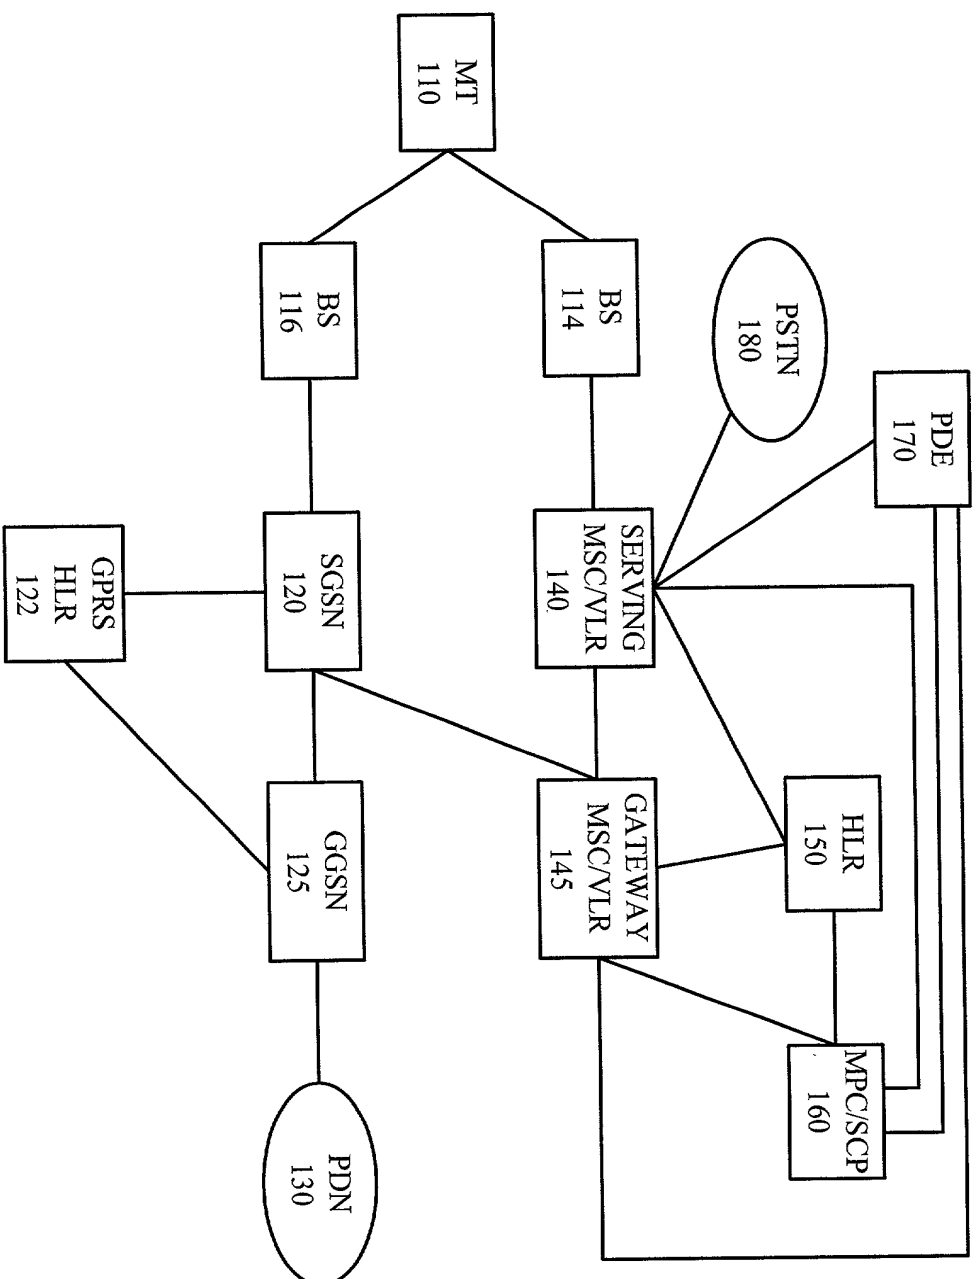 MT
110
BS
114
BS
116
PSTN
180
PDE
170
SERVING
MSC/VLR
140
SGSN
120
GPRS
HLR
122
HLR
150
GATEWAY
MSC/VLR
145
GGSN
125
MPC/SCP
160
PDN
130